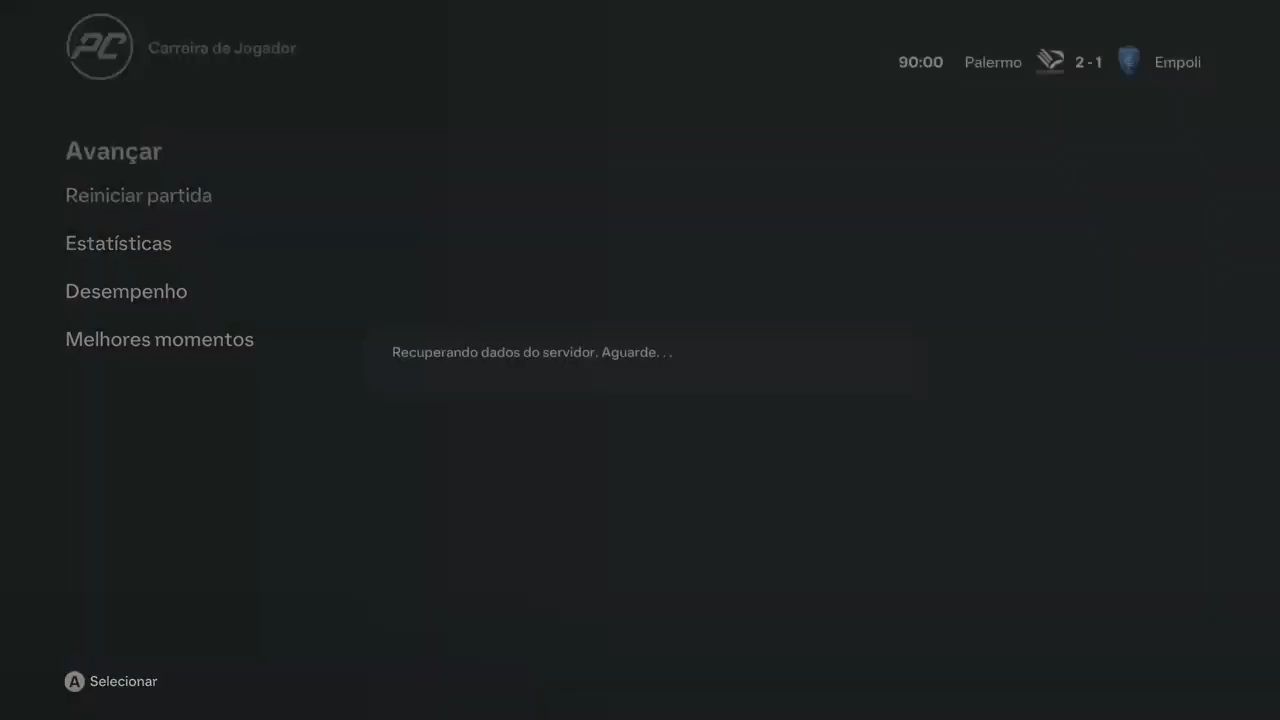 PC Carreira de Jogador
90:00 Palermo 2 - 1 Empoli
Avançar
Reiniciar partida
Estatísticas
Desempenho
Melhores momentos
Recuperando dados do servidor. Aguarde. . .
A Selecionar